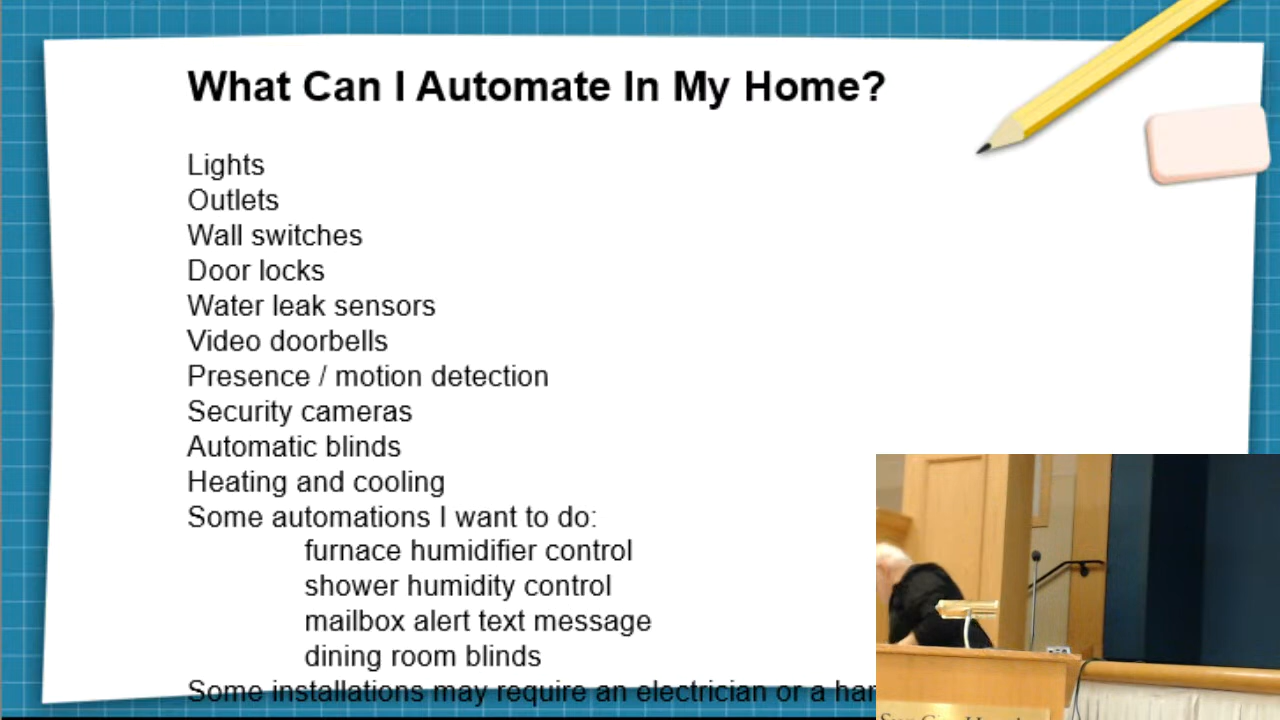 What Can I Automate In My Home?
Lights
Outlets
Wall switches
Door locks
Water leak sensors
Video doorbells
Presence / motion detection
Security cameras
Automatic blinds
Heating and cooling
Some automations I want to do:
furnace humidifier control
shower humidity control
mailbox alert text message
dining room blinds
Some installations may require an electrician or a